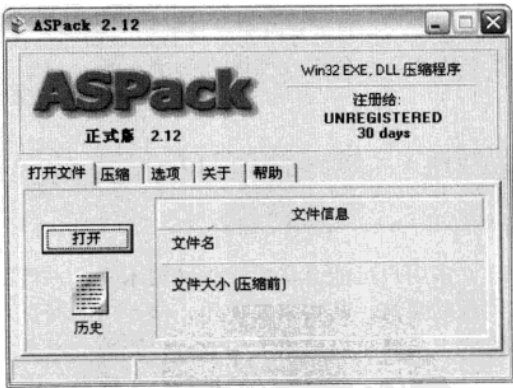 ASPack 2.12
ASPack
正式版 2.12
Win32 EXE, DLL 压缩程序
注册给:
UNREGISTERED
30 days
打开文件 压缩 选项 关于 帮助
打开
历史
文件信息
文件名
文件大小 (压缩前)